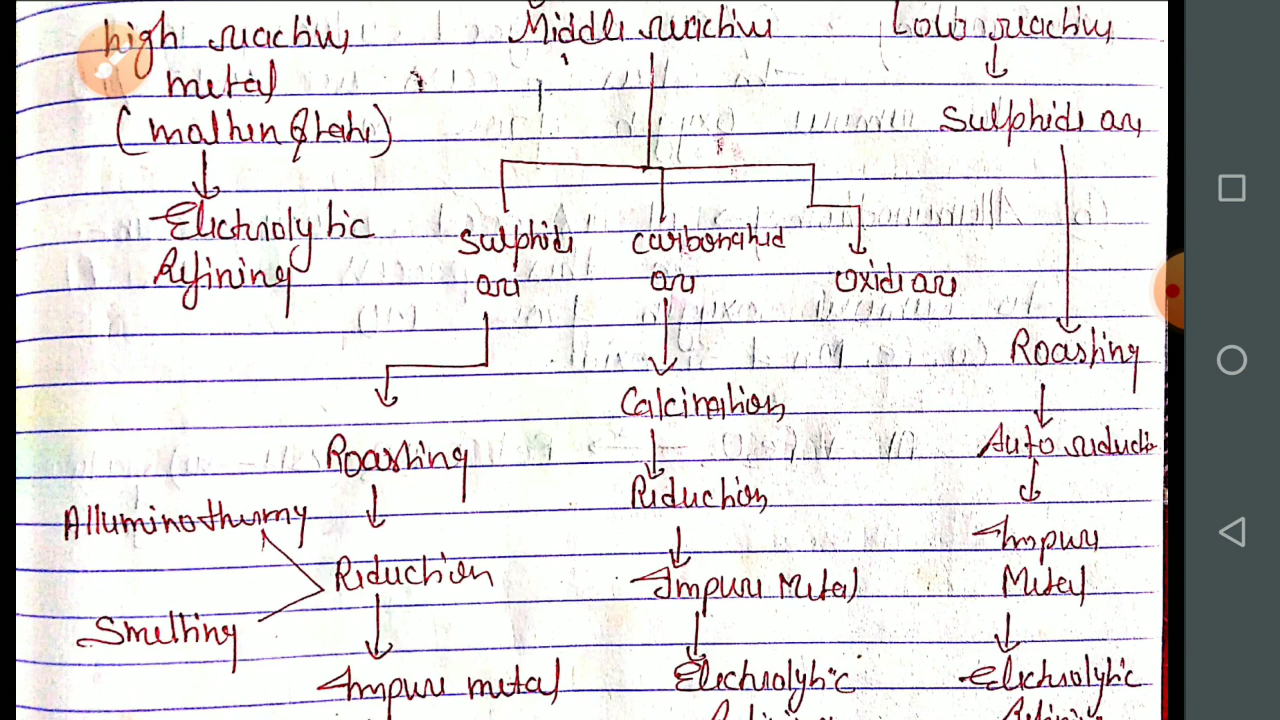 high reactive
metal
(molten state)
Electrolytic
Refining
Middle reactive
Sulphide
ore
carbonated
ore
oxide ore
Low reactive
Sulphide ore
Roasting
Alluminothermy
Smelting
Reduction
Impure metal
Calcination
Reduction
Impure Metal
Electrolytic
Roasting
Auto reducti
Impure
Metal
Electrolytic